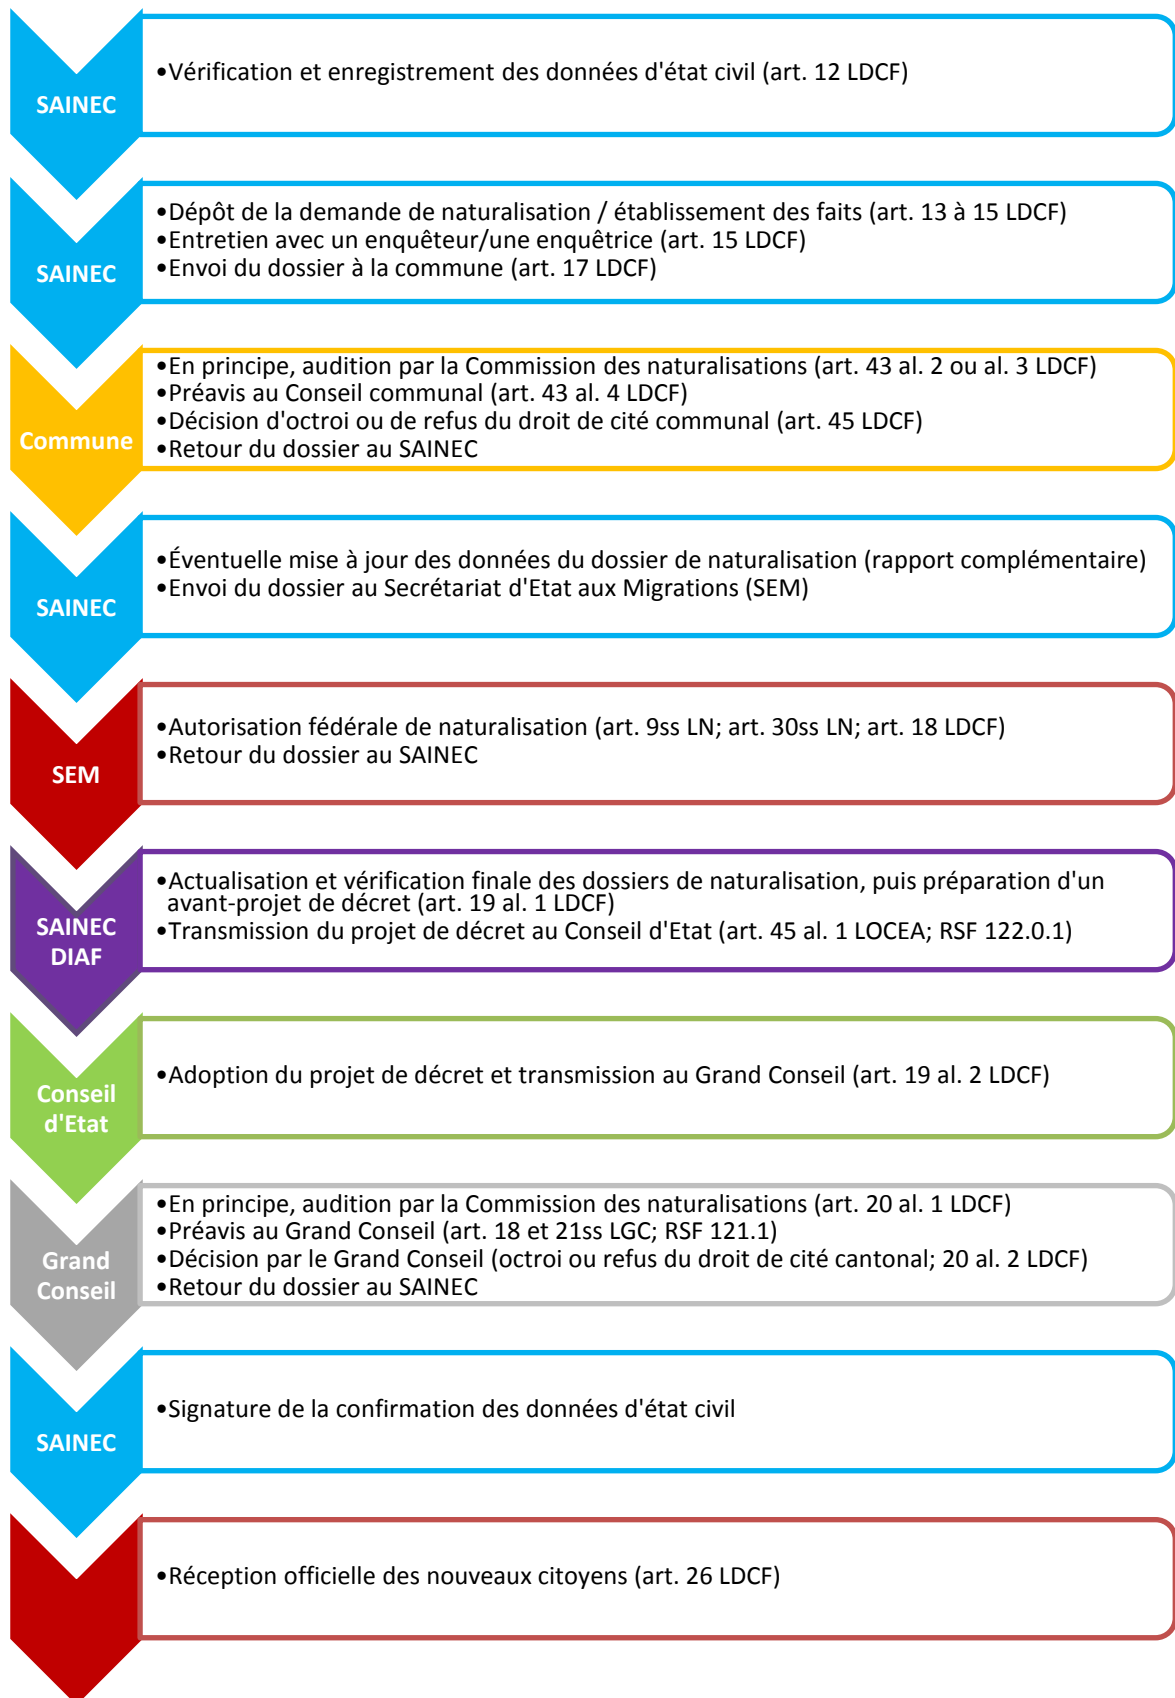 SAINEC
•Vérification et enregistrement des données d'état civil (art. 12 LDCF)
SAINEC
•Dépôt de la demande de naturalisation / établissement des faits (art. 13 à 15 LDCF)
•Entretien avec un enquêteur/une enquêtrice (art. 15 LDCF)
•Envoi du dossier à la commune (art. 17 LDCF)
Commune
•En principe, audition par la Commission des naturalisations (art. 43 al. 2 ou al. 3 LDCF)
•Préavis au Conseil communal (art. 43 al. 4 LDCF)
•Décision d'octroi ou de refus du droit de cité communal (art. 45 LDCF)
•Retour du dossier au SAINEC
SAINEC
•Éventuelle mise à jour des données du dossier de naturalisation (rapport complémentaire)
•Envoi du dossier au Secrétariat d'Etat aux Migrations (SEM)
SEM
•Autorisation fédérale de naturalisation (art. 9ss LN; art. 30ss LN; art. 18 LDCF)
•Retour du dossier au SAINEC
SAINEC
DIAF
•Actualisation et vérification finale des dossiers de naturalisation, puis préparation d'un
avant-projet de décret (art. 19 al. 1 LDCF)
•Transmission du projet de décret au Conseil d'Etat (art. 45 al. 1 LOCEA; RSF 122.0.1)
Conseil
d'Etat
•Adoption du projet de décret et transmission au Grand Conseil (art. 19 al. 2 LDCF)
Grand
Conseil
•En principe, audition par la Commission des naturalisations (art. 20 al. 1 LDCF)
•Préavis au Grand Conseil (art. 18 et 21ss LGC; RSF 121.1)
•Décision par le Grand Conseil (octroi ou refus du droit de cité cantonal; 20 al. 2 LDCF)
•Retour du dossier au SAINEC
SAINEC
•Signature de la confirmation des données d'état civil
•Réception officielle des nouveaux citoyens (art. 26 LDCF)